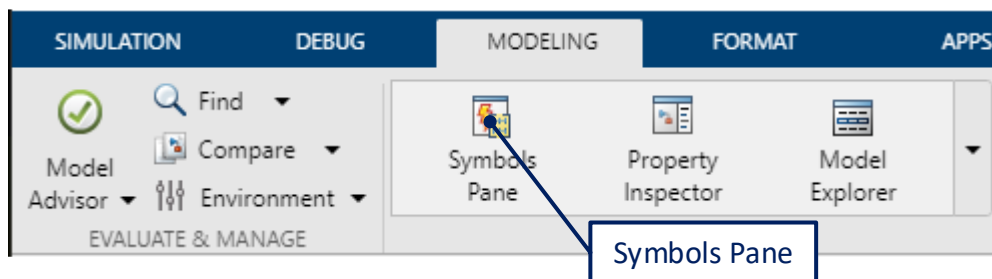 SIMULATION DEBUG MODELING FORMAT APPS
Model
Advisor
Find
Compare
Environment
EVALUATE & MANAGE
Symbols
Pane
Property
Inspector
Model
Explorer
Symbols Pane